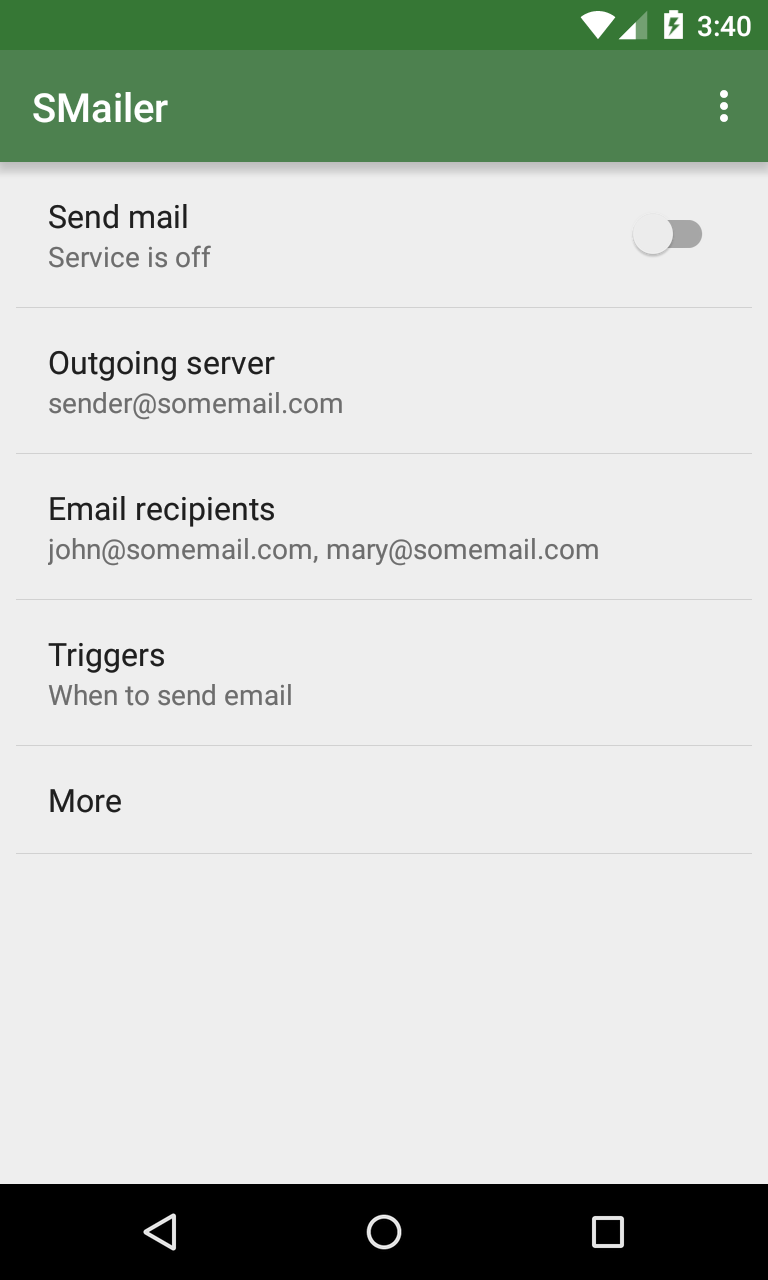 3:40
SMailer
Send mail
Service is off
Outgoing server
sender@somemail.com
Email recipients
john@somemail.com, mary@somemail.com
Triggers
When to send email
More